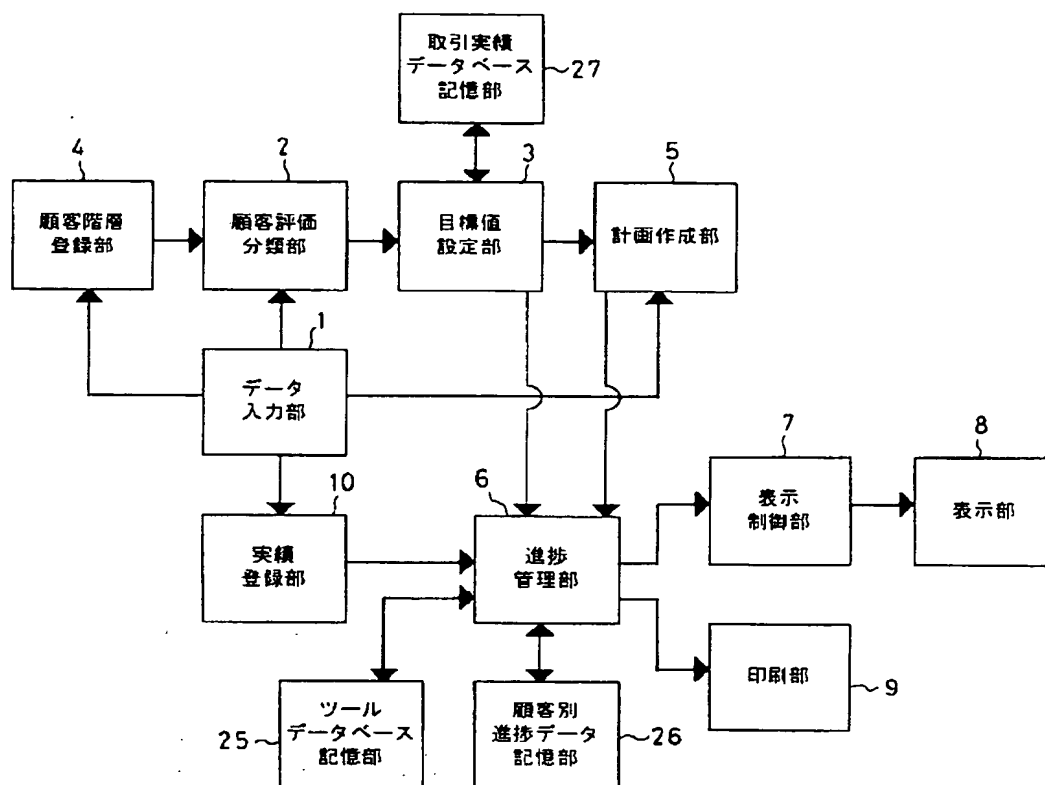 取引実績
データベース
記憶部
27
4
2
3
5
顧客階層
登録部
顧客評価
分類部
目標値
設定部
計画作成部
1
データ
入力部
10
6
7
8
実績
登録部
進捗
管理部
表示
制御部
表示部
ツール
データベース
記憶部
25
顧客別
進捗データ
記憶部
26
印刷部
9